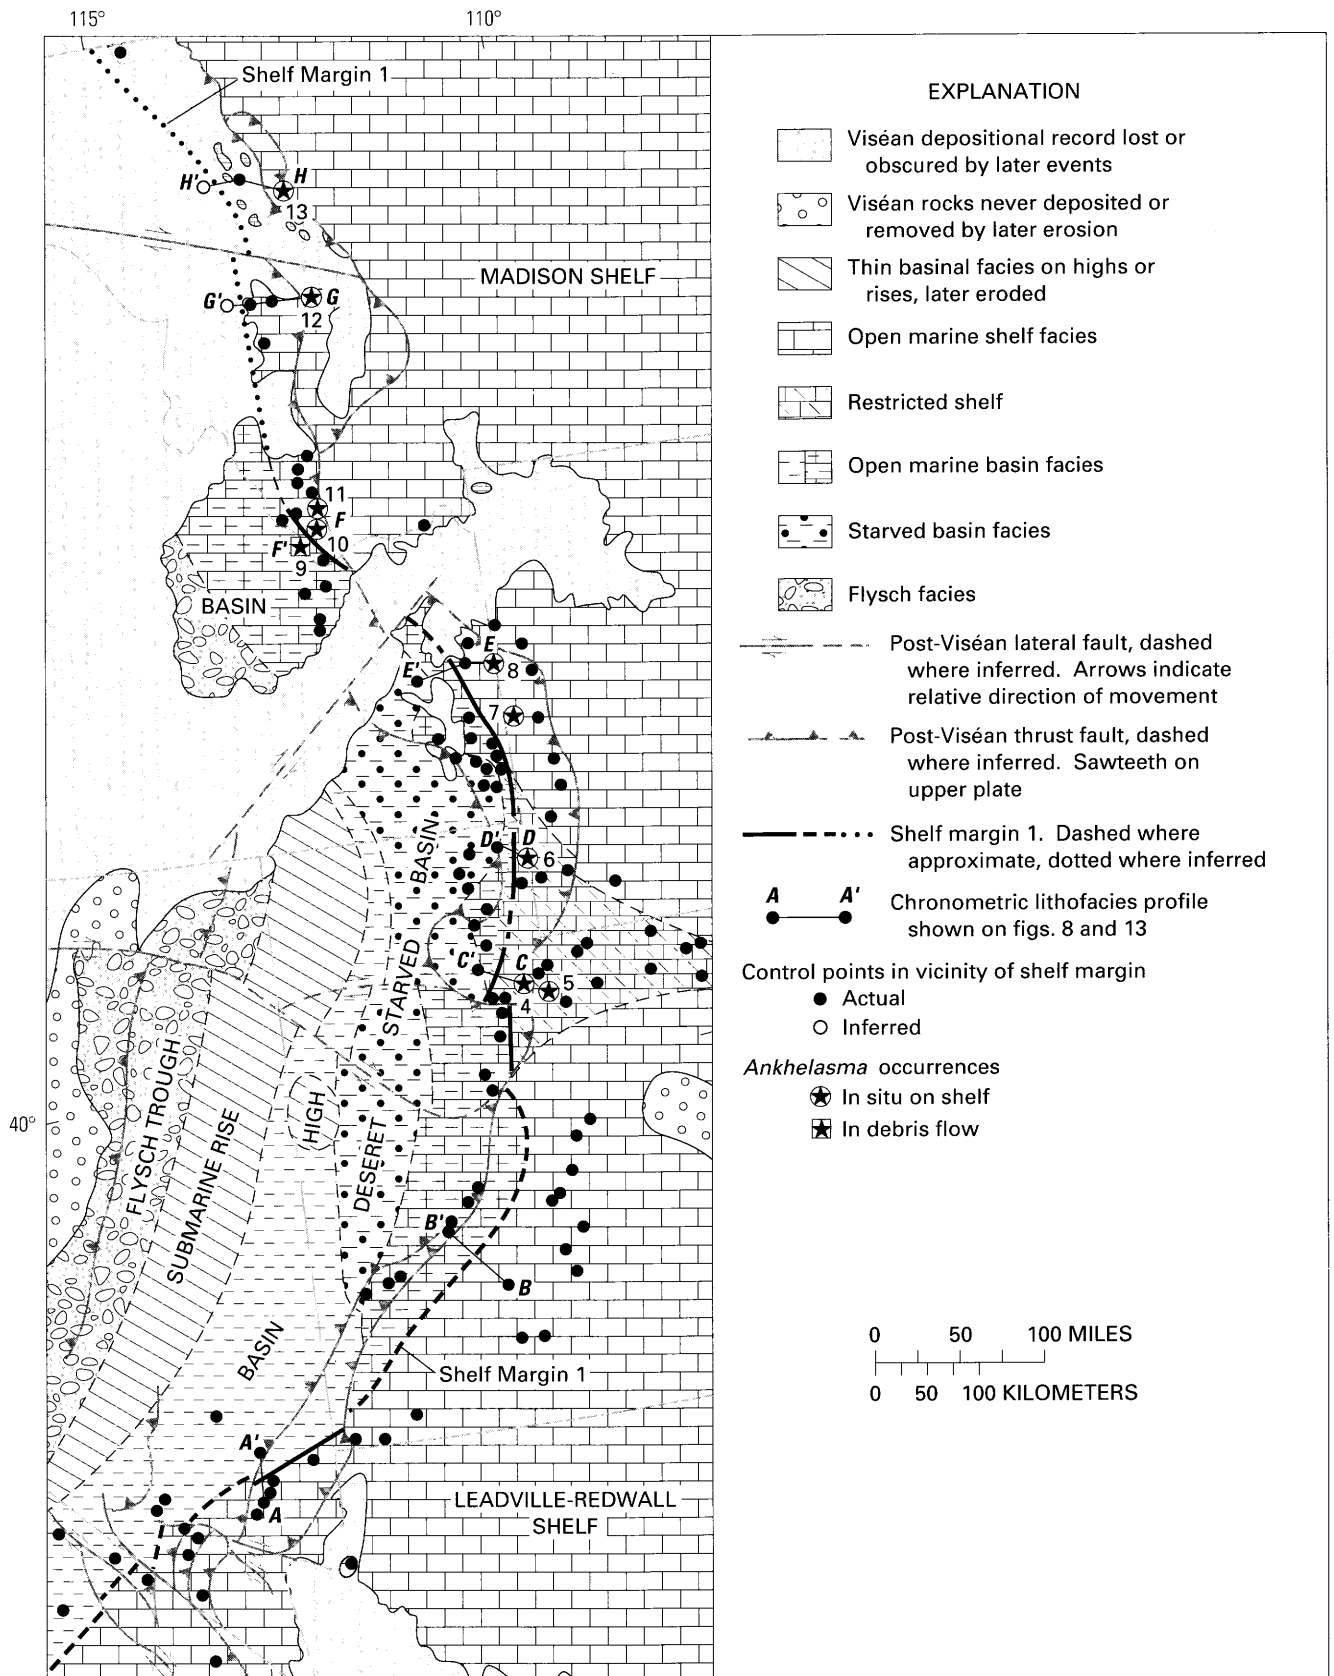 115°
110°
Shelf Margin 1
H'
H
13
MADISON SHELF
G'
G
12
11
F
10
F'
9
BASIN
E
E'
8
7
D'
D
6
BASIN
STARVED
DESERET
C'
C
5
4
40°
FLYSCH TROUGH
SUBMARINE RISE
HIGH
B'
B
BASIN
Shelf Margin 1
A'
A
LEADVILLE-REDWALL
SHELF
EXPLANATION
Viséan depositional record lost or
obscured by later events
Viséan rocks never deposited or
removed by later erosion
Thin basinal facies on highs or
rises, later eroded
Open marine shelf facies
Restricted shelf
Open marine basin facies
Starved basin facies
Flysch facies
Post-Viséan lateral fault, dashed
where inferred. Arrows indicate
relative direction of movement
Post-Viséan thrust fault, dashed
where inferred. Sawteeth on
upper plate
Shelf margin 1. Dashed where
approximate, dotted where inferred
A A'
Chronometric lithofacies profile
shown on figs. 8 and 13
Control points in vicinity of shelf margin
Actual
Inferred
Ankhelasma occurrences
In situ on shelf
In debris flow
0 50 100 MILES
0 50 100 KILOMETERS